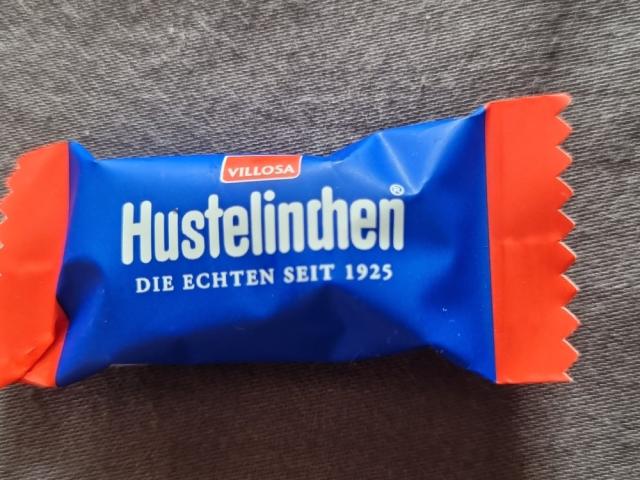 VILLOSA
Hustelinchen®
DIE ECHTEN SEIT 1925